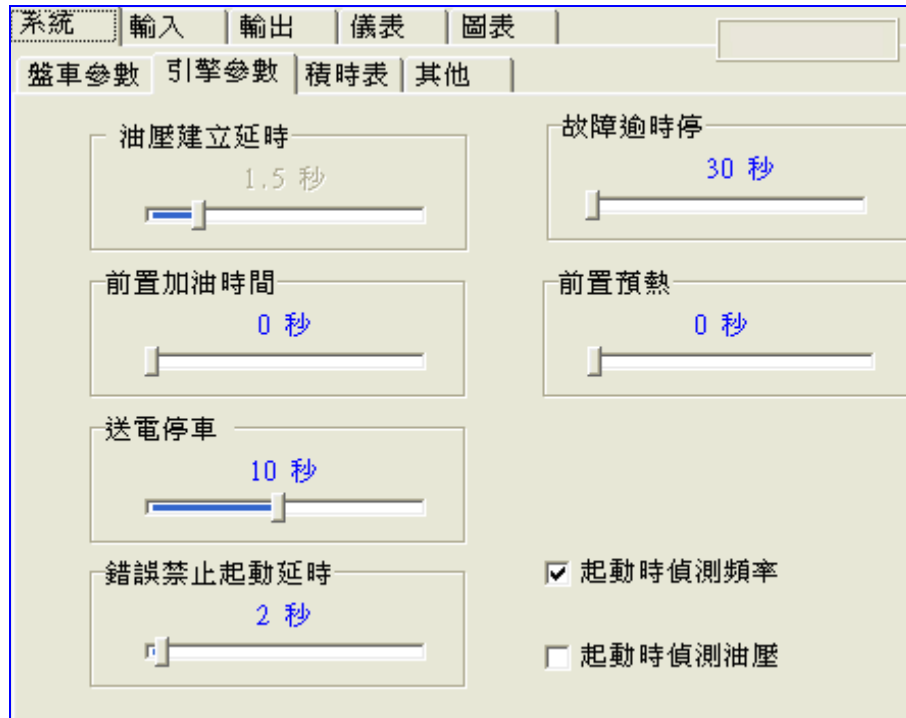 系統 輸入 輸出 儀表 圖表
盤車參數 引擎參數 積時表 其他
油壓建立延時
1.5 秒
故障逾時停
30 秒
前置加油時間
0 秒
前置預熱
0 秒
送電停車
10 秒
錯誤禁止起動延時
2 秒
起動時偵測頻率
起動時偵測油壓